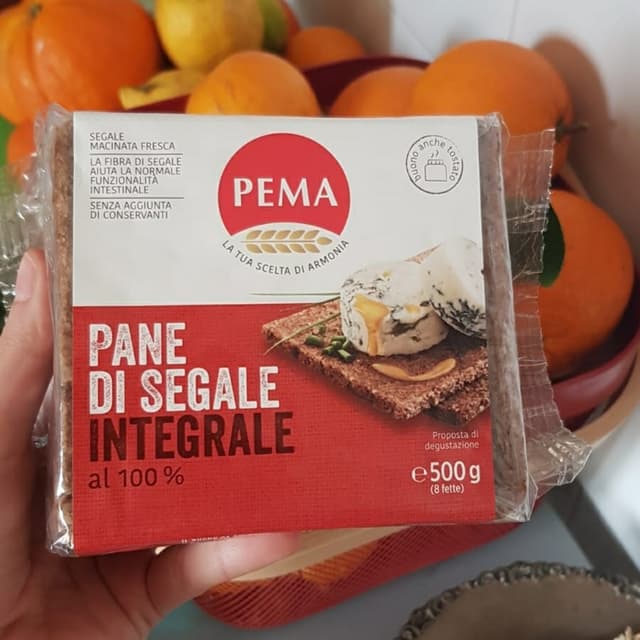 SEGALE
MACINATA FRESCA
LA FIBRA DI SEGALE
AIUTA LA NORMALE
FUNZIONALITÀ
INTESTINALE
SENZA AGGIUNTA
DI CONSERVANTI
PEMA
LA TUA SCELTA DI ARMONIA
buono anche tostato
PANE
DI SEGALE
INTEGRALE
al 100 %
Proposta di
degustazione
℮500 g
(8 fette)